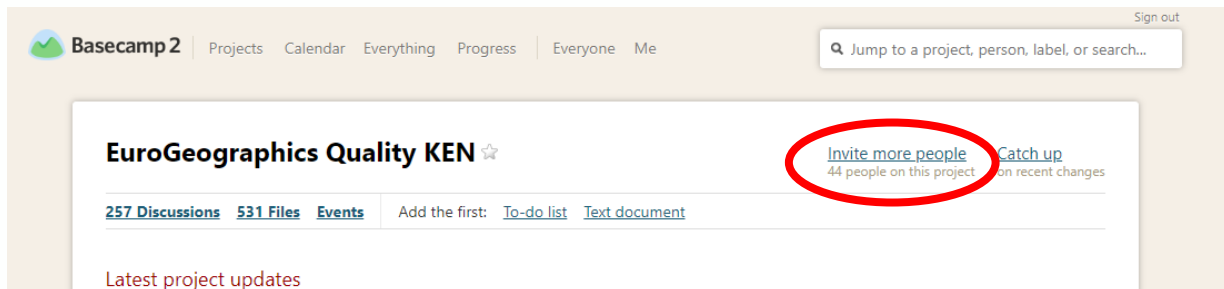 Sign out
Basecamp 2 Projects Calendar Everything Progress Everyone Me
Jump to a project, person, label, or search...
EuroGeographics Quality KEN
Invite more people Catch up
44 people on this project on recent changes
257 Discussions 531 Files Events Add the first: To-do list Text document
Latest project updates